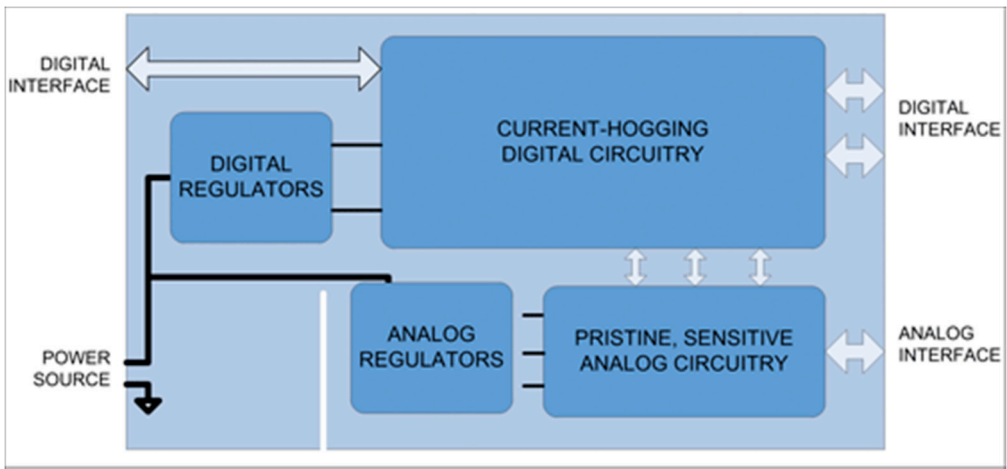 DIGITAL
INTERFACE
CURRENT-HOGGING
DIGITAL CIRCUITRY
DIGITAL
INTERFACE
DIGITAL
REGULATORS
ANALOG
REGULATORS
PRISTINE, SENSITIVE
ANALOG CIRCUITRY
ANALOG
INTERFACE
POWER
SOURCE